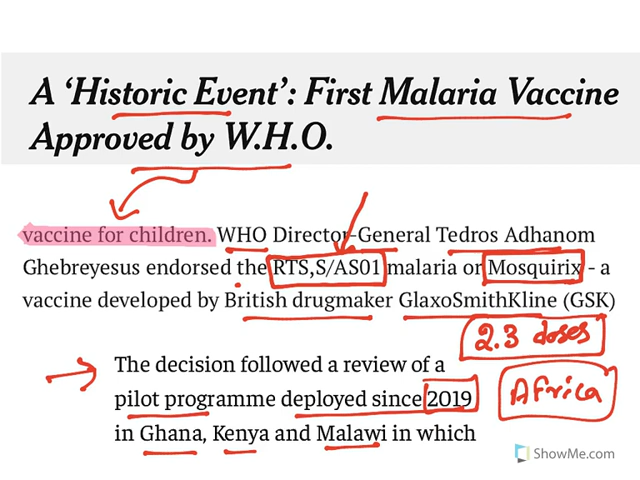 A ‘Historic Event’: First Malaria Vaccine
Approved by W.H.O.
vaccine for children. WHO Director-General Tedros Adhanom
Ghebreyesus endorsed the RTS,S/AS01 malaria or Mosquirix - a
vaccine developed by British drugmaker GlaxoSmithKline (GSK)
2.3 doses
The decision followed a review of a
pilot programme deployed since 2019
Africa
in Ghana, Kenya and Malawi in which
ShowMe.com